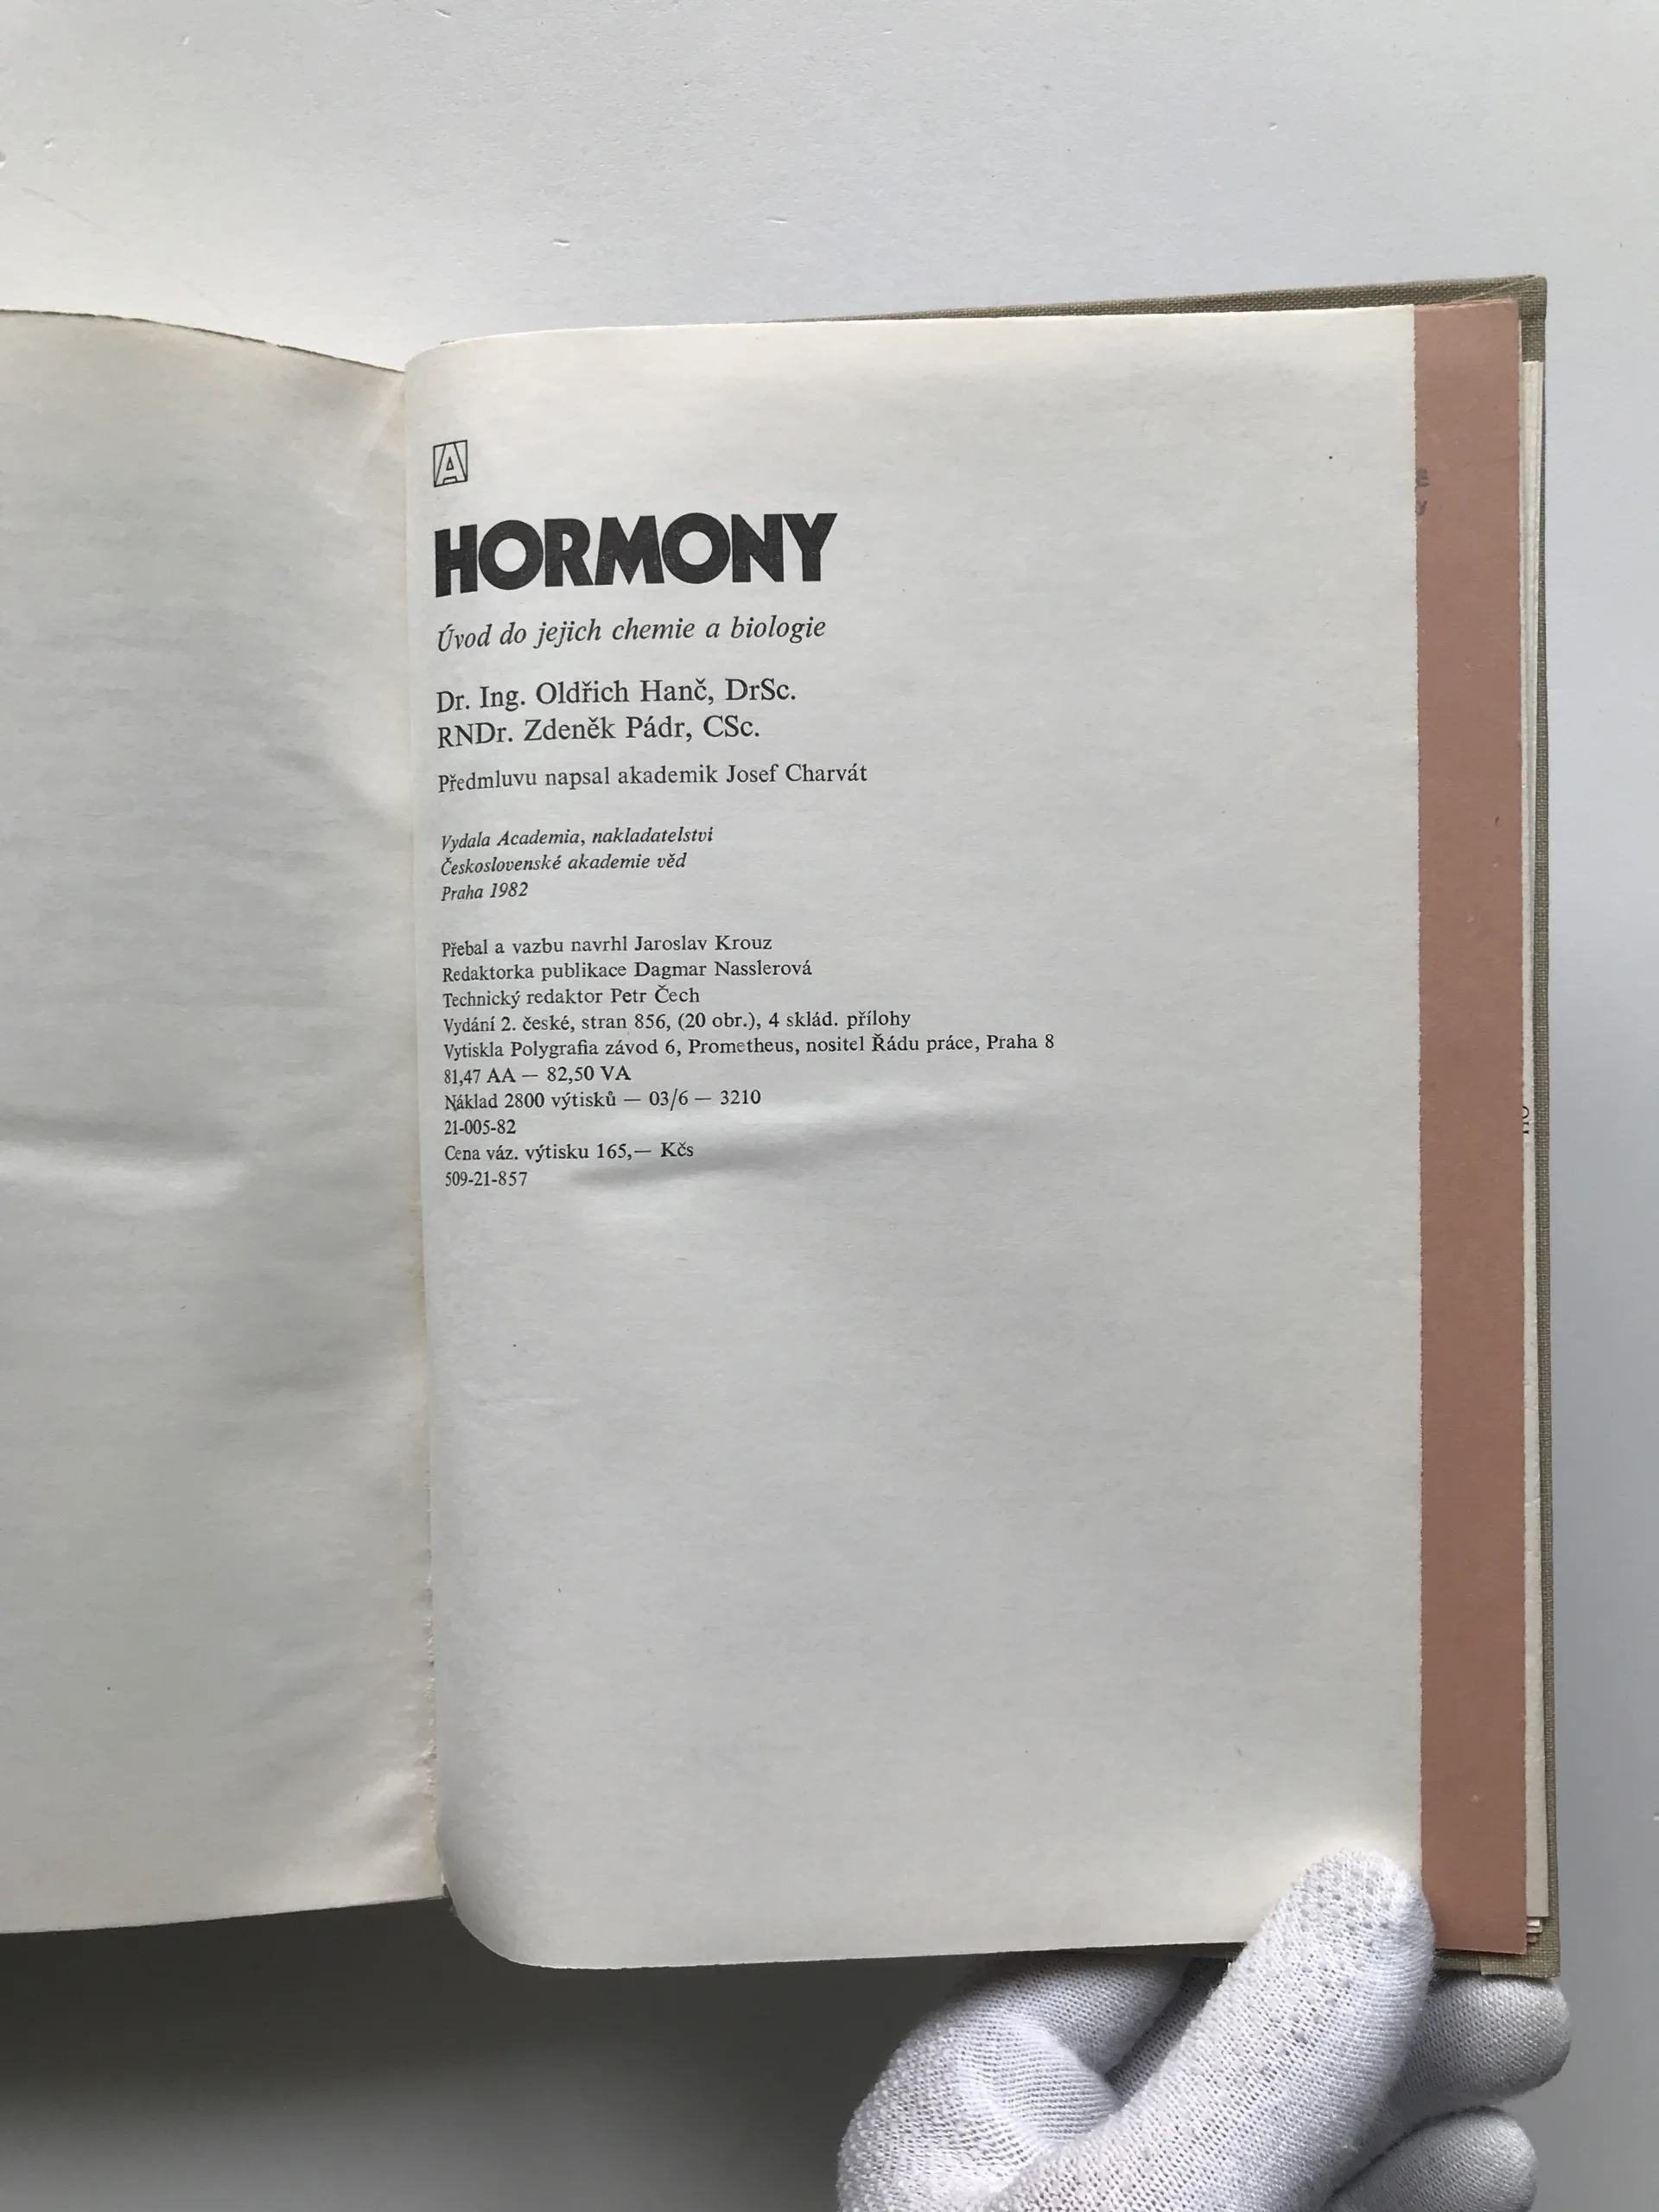 A
HORMONY
Úvod do jejich chemie a biologie
Dr. Ing. Oldřich Hanč, DrSc.
RNDr. Zdeněk Pádr, CSc.
Předmluvu napsal akademik Josef Charvát
Vydala Academia, nakladatelství
Československé akademie věd
Praha 1982
Přebal a vazbu navrhl Jaroslav Krouz
Redaktorka publikace Dagmar Nasslerová
Technický redaktor Petr Čech
Vydání 2. české, stran 856, (20 obr.), 4 sklád. přílohy
Vytiskla Polygrafia závod 6, Prometheus, nositel Řádu práce, Praha 8
81,47 AA — 82,50 VA
Náklad 2800 výtisků — 03/6 — 3210
21-005-82
Cena váz. výtisku 165,— Kčs
509-21-857